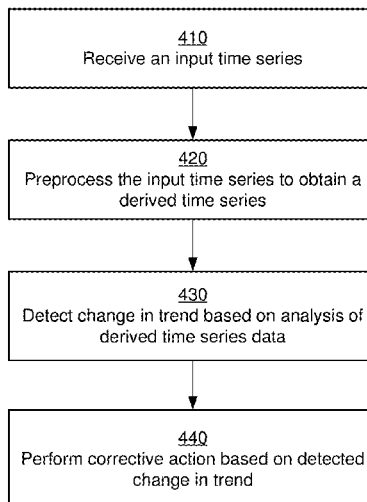 410
Receive an input time series
420
Preprocess the input time series to obtain a
derived time series
430
Detect change in trend based on analysis of
derived time series data
440
Perform corrective action based on detected
change in trend